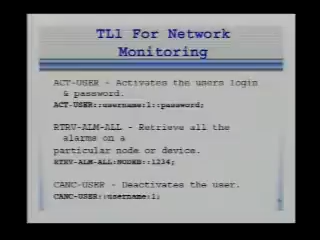 TL1 For Network
Monitoring
ACT-USER - Activates the users login
& password.
ACT-USER::username:1::password;
RTRV-ALM-ALL - Retrieve all the
alarms on a
particular node or device.
RTRV-ALM-ALL:NODEB::1234;
CANC-USER - Deactivates the user.
CANC-USER::username:1;